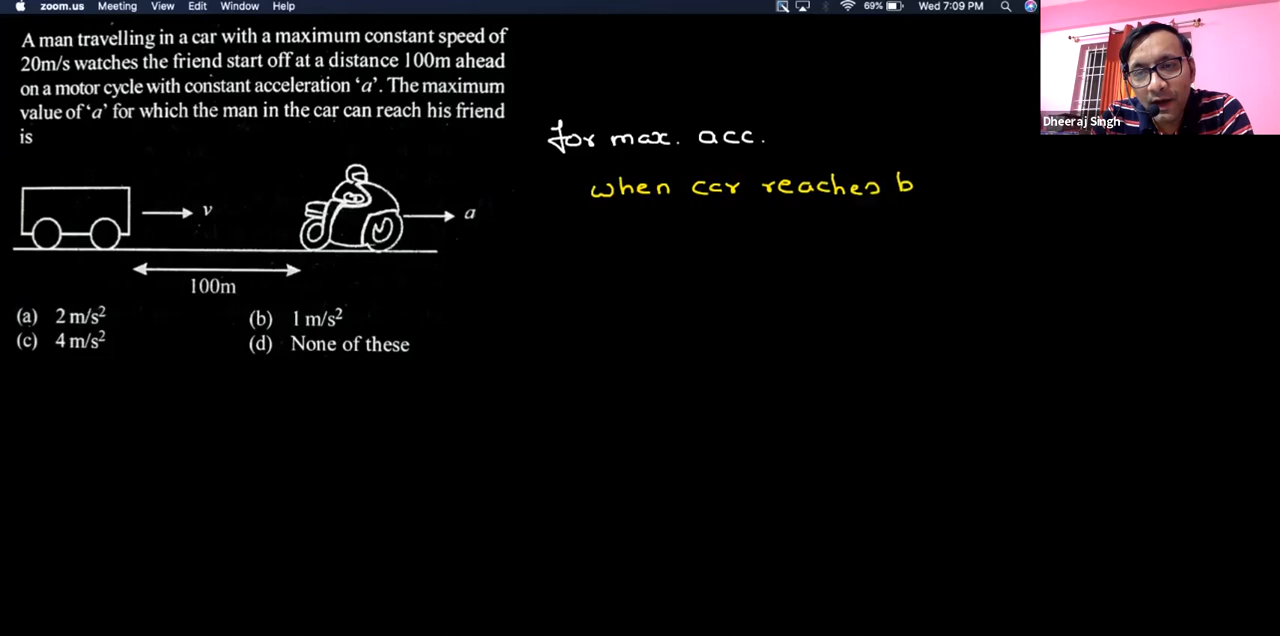 zoom.us Meeting View Edit Window Help 69% Wed 7:09 PM
A man travelling in a car with a maximum constant speed of
20m/s watches the friend start off at a distance 100m ahead
on a motor cycle with constant acceleration ‘a’. The maximum
value of ‘a’ for which the man in the car can reach his friend
is
v
a
100m
(a) 2 m/s²
(b) 1 m/s²
(c) 4 m/s²
(d) None of these
for max. acc.
when car reaches b
Dheeraj Singh